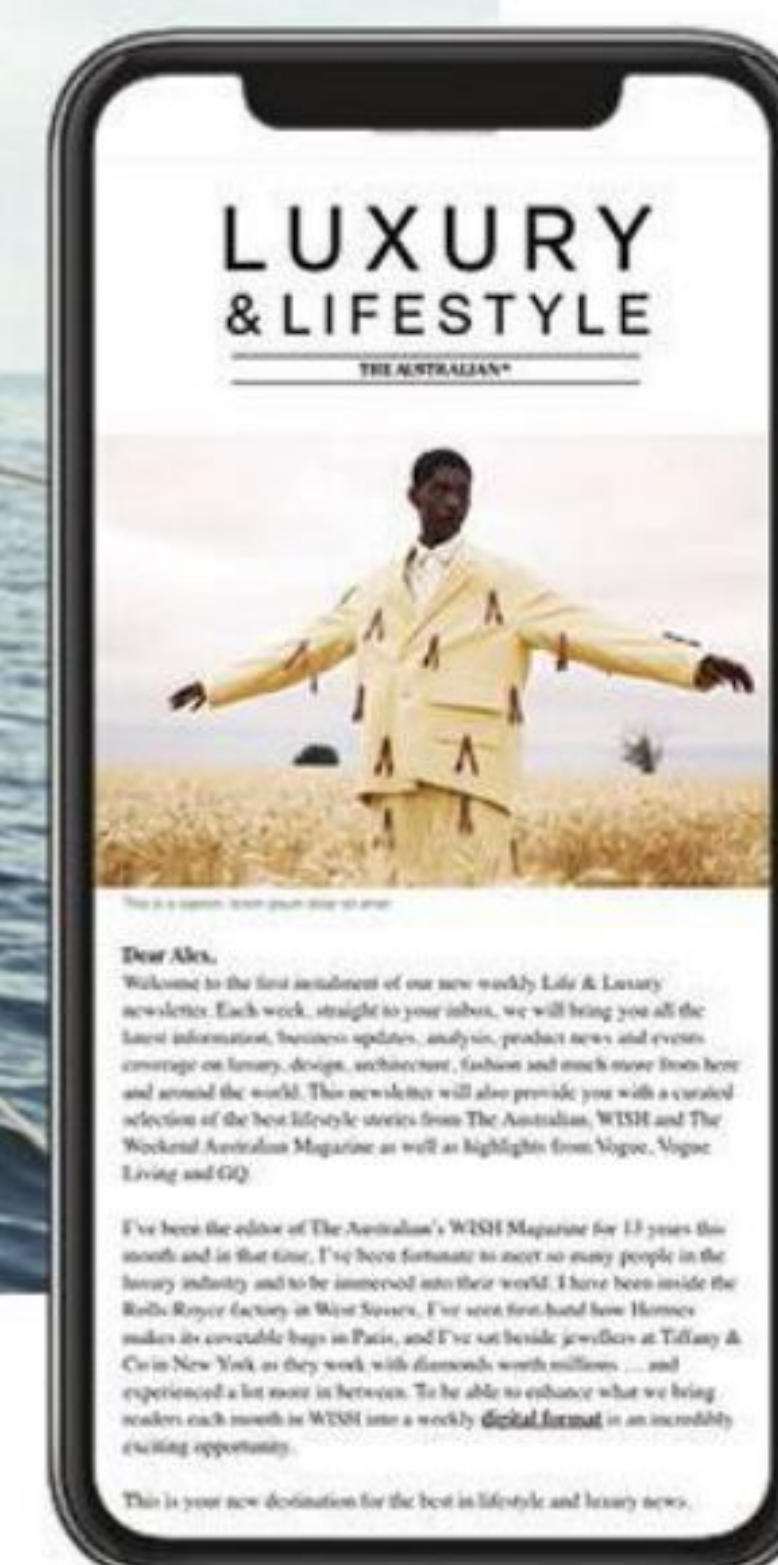 LUXURY
& LIFESTYLE
THE AUSTRALIAN*
This is a caption. lorem ipsum dolor sit amet
Dear Alex,
Welcome to the first instalment of our new weekly Life & Luxury
newsletter. Each week, straight to your inbox, we will bring you all the
latest information, business updates, analysis, product news and events
coverage on luxury, design, architecture, fashion and much more from here
and around the world. This newsletter will also provide you with a curated
selection of the best lifestyle stories from The Australian, WISH and The
Weekend Australian Magazine as well as highlights from Vogue, Vogue
Living and GQ.
I've been the editor of The Australian's WISH Magazine for 13 years this
month and in that time, I've been fortunate to meet so many people in the
luxury industry and to be immersed into their world. I have been inside the
Rolls-Royce factory in West Sussex, I've seen first-hand how Hermes
makes its covetable bags in Paris, and I've sat beside jewellers at Tiffany &
Co in New York as they work with diamonds worth millions ... and
experienced a lot more in between. To be able to enhance what we bring
readers each month in WISH into a weekly digital format is an incredibly
exciting opportunity.
This is your new destination for the best in lifestyle and luxury news.